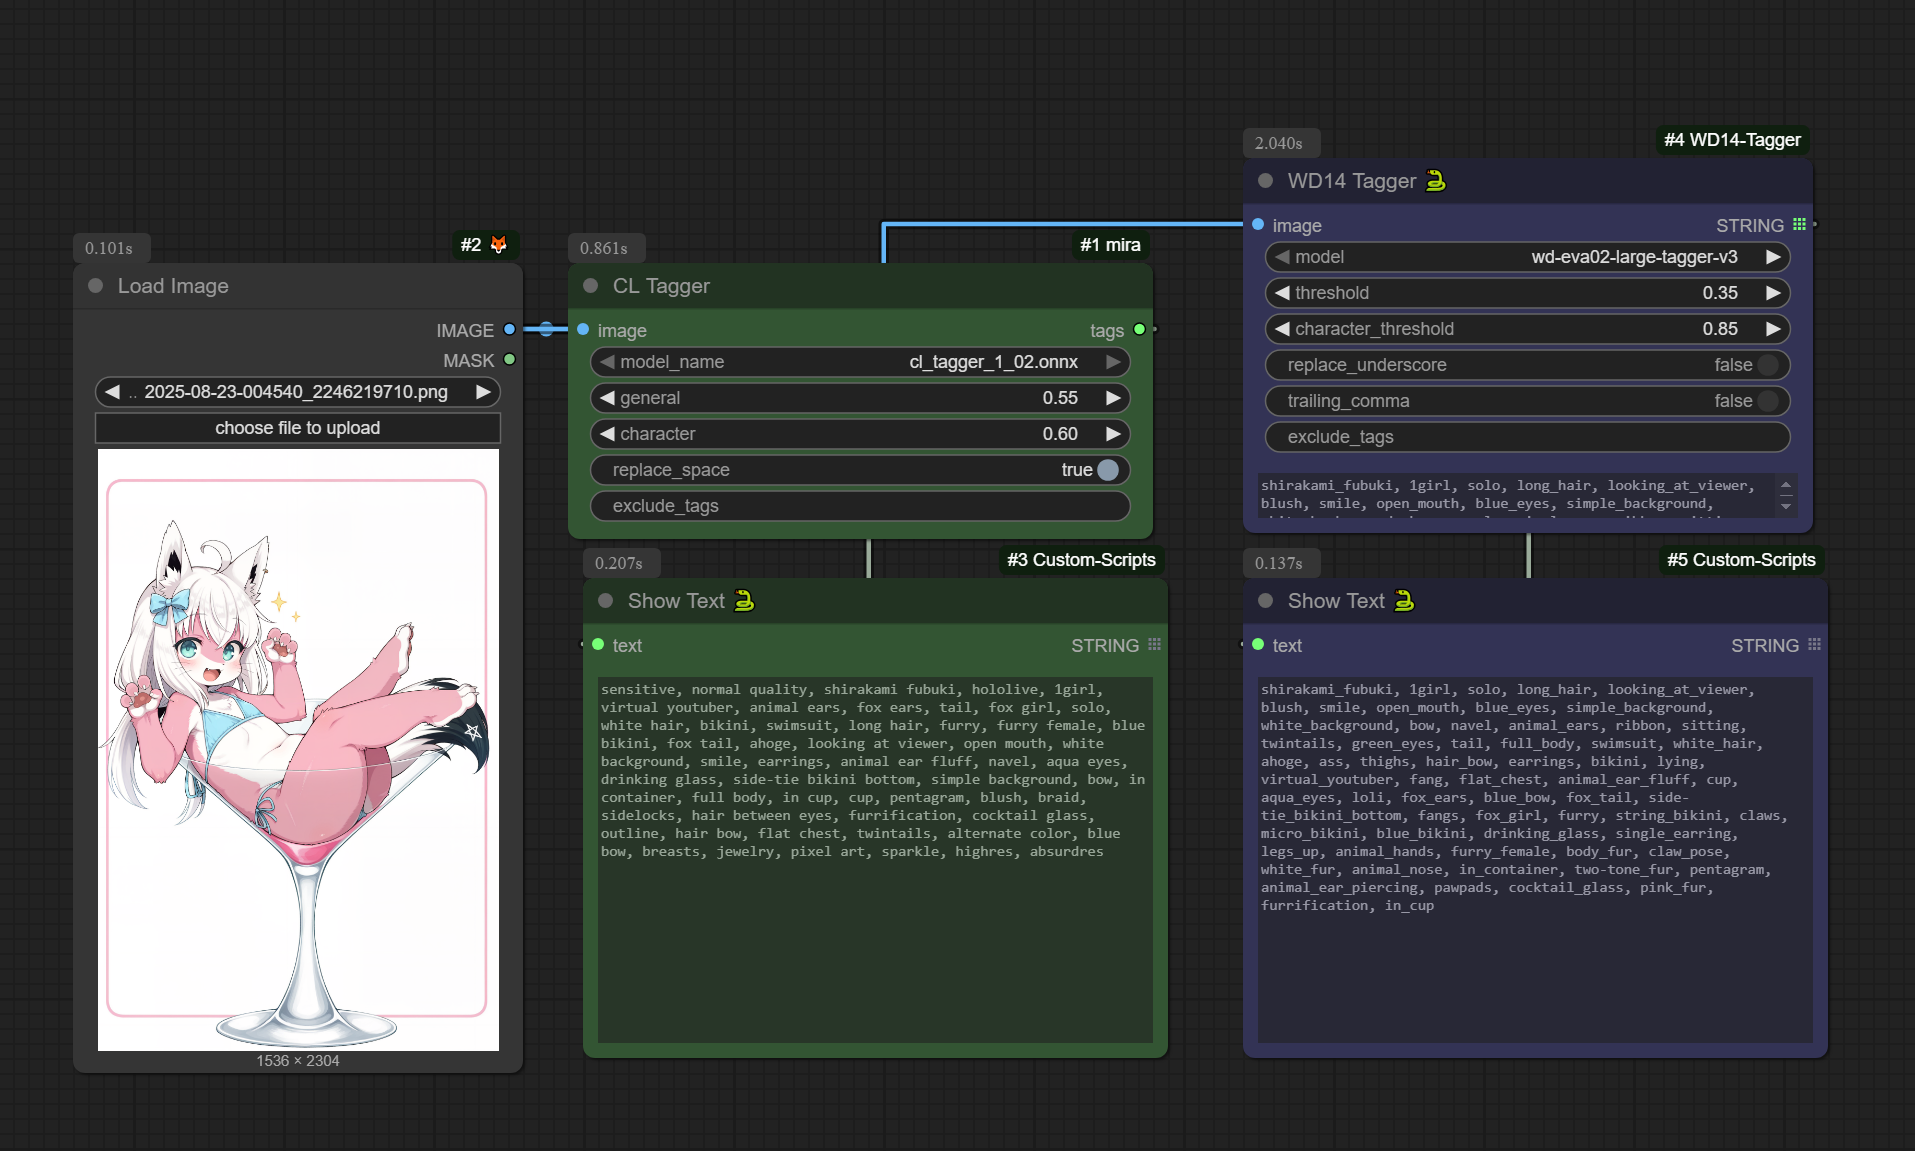 0.101s
#2
Load Image
IMAGE
MASK
.. 2025-08-23-004540_2246219710.png
choose file to upload
1536 × 2304
0.861s
#1 mira
CL Tagger
image
tags
model_name
cl_tagger_1_02.onnx
general
0.55
character
0.60
replace_space
true
exclude_tags
0.207s
#3 Custom-Scripts
Show Text
text
STRING
sensitive, normal quality, shirakami fubuki, hololive, 1girl,
virtual youtuber, animal ears, fox ears, tail, fox girl, solo,
white hair, bikini, swimsuit, long hair, furry, furry female, blue
bikini, fox tail, ahoge, looking at viewer, open mouth, white
background, smile, earrings, animal ear fluff, navel, aqua eyes,
drinking glass, side-tie bikini bottom, simple background, bow, in
container, full body, in cup, cup, pentagram, blush, braid,
sidelocks, hair between eyes, furrification, cocktail glass,
outline, hair bow, flat chest, twintails, alternate color, blue
bow, breasts, jewelry, pixel art, sparkle, highres, absurdres
2.040s
#4 WD14-Tagger
WD14 Tagger
image
STRING
model
wd-eva02-large-tagger-v3
threshold
0.35
character_threshold
0.85
replace_underscore
false
trailing_comma
false
exclude_tags
shirakami_fubuki, 1girl, solo, long_hair, looking_at_viewer,
blush, smile, open_mouth, blue_eyes, simple_background,
0.137s
#5 Custom-Scripts
Show Text
text
STRING
shirakami_fubuki, 1girl, solo, long_hair, looking_at_viewer,
blush, smile, open_mouth, blue_eyes, simple_background,
white_background, bow, navel, animal_ears, ribbon, sitting,
twintails, green_eyes, tail, full_body, swimsuit, white_hair,
ahoge, ass, thighs, hair_bow, earrings, bikini, lying,
virtual_youtuber, fang, flat_chest, animal_ear_fluff, cup,
aqua_eyes, loli, fox_ears, blue_bow, fox_tail, side-
tie_bikini_bottom, fangs, fox_girl, furry, string_bikini, claws,
micro_bikini, blue_bikini, drinking_glass, single_earring,
legs_up, animal_hands, furry_female, body_fur, claw_pose,
white_fur, animal_nose, in_container, two-tone_fur, pentagram,
animal_ear_piercing, pawpads, cocktail_glass, pink_fur,
furrification, in_cup